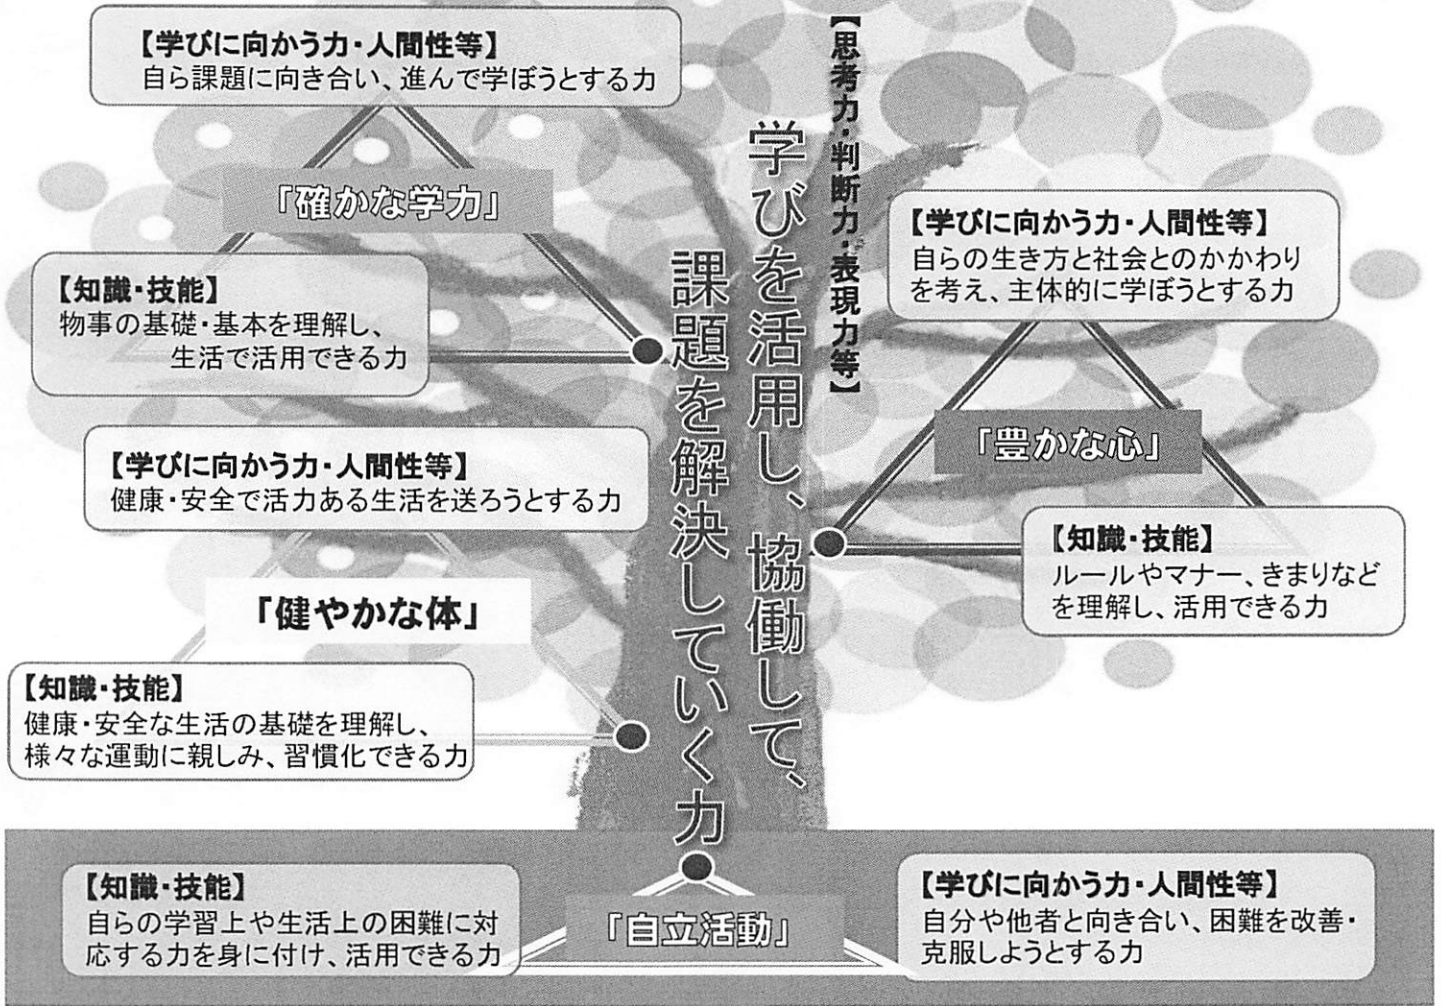 【学びに向かう力・人間性等】
自ら課題に向き合い、進んで学ぼうとする力
「確かな学力」
【知識・技能】
物事の基礎・基本を理解し、
生活で活用できる力
【思考力・判断力・表現力等】
学びを活用し、協働して、
課題を解決していく力
【学びに向かう力・人間性等】
自らの生き方と社会とのかかわり
を考え、主体的に学ぼうとする力
「豊かな心」
【知識・技能】
ルールやマナー、きまりなど
を理解し、活用できる力
【学びに向かう力・人間性等】
健康・安全で活力ある生活を送ろうとする力
「健やかな体」
【知識・技能】
健康・安全な生活の基礎を理解し、
様々な運動に親しみ、習慣化できる力
【知識・技能】
自らの学習上や生活上の困難に対
応する力を身に付け、活用できる力
「自立活動」
【学びに向かう力・人間性等】
自分や他者と向き合い、困難を改善・
克服しようとする力